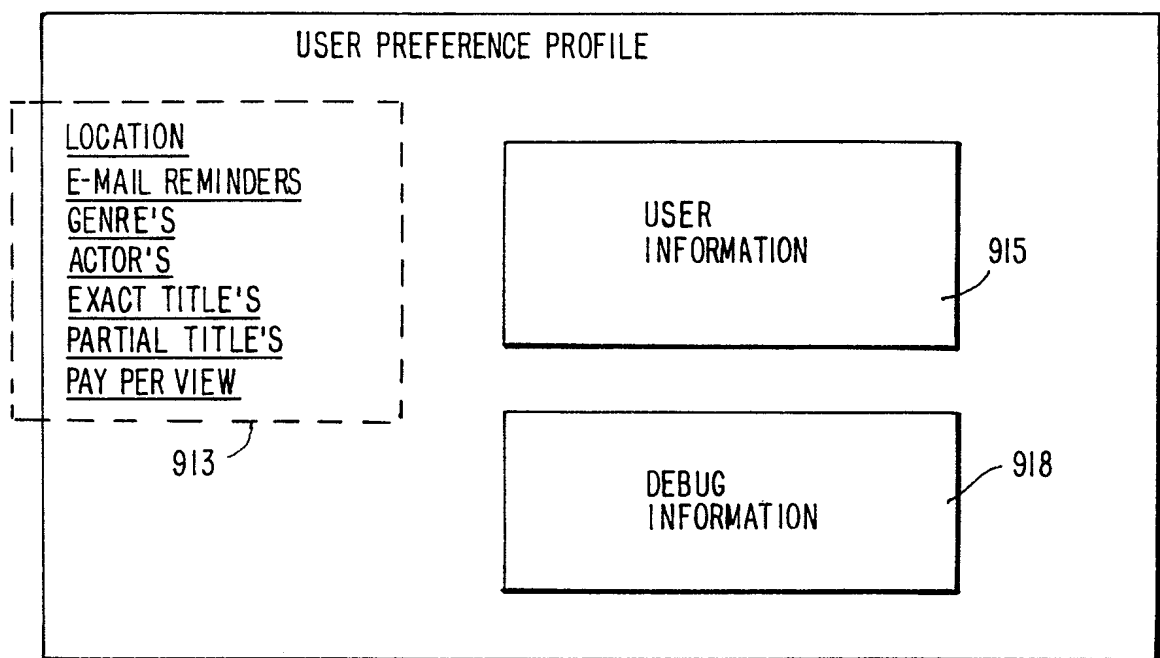 USER PREFERENCE PROFILE
LOCATION
E-MAIL REMINDERS
GENRE'S
ACTOR'S
EXACT TITLE'S
PARTIAL TITLE'S
PAY PER VIEW
913
USER
INFORMATION
915
DEBUG
INFORMATION
918